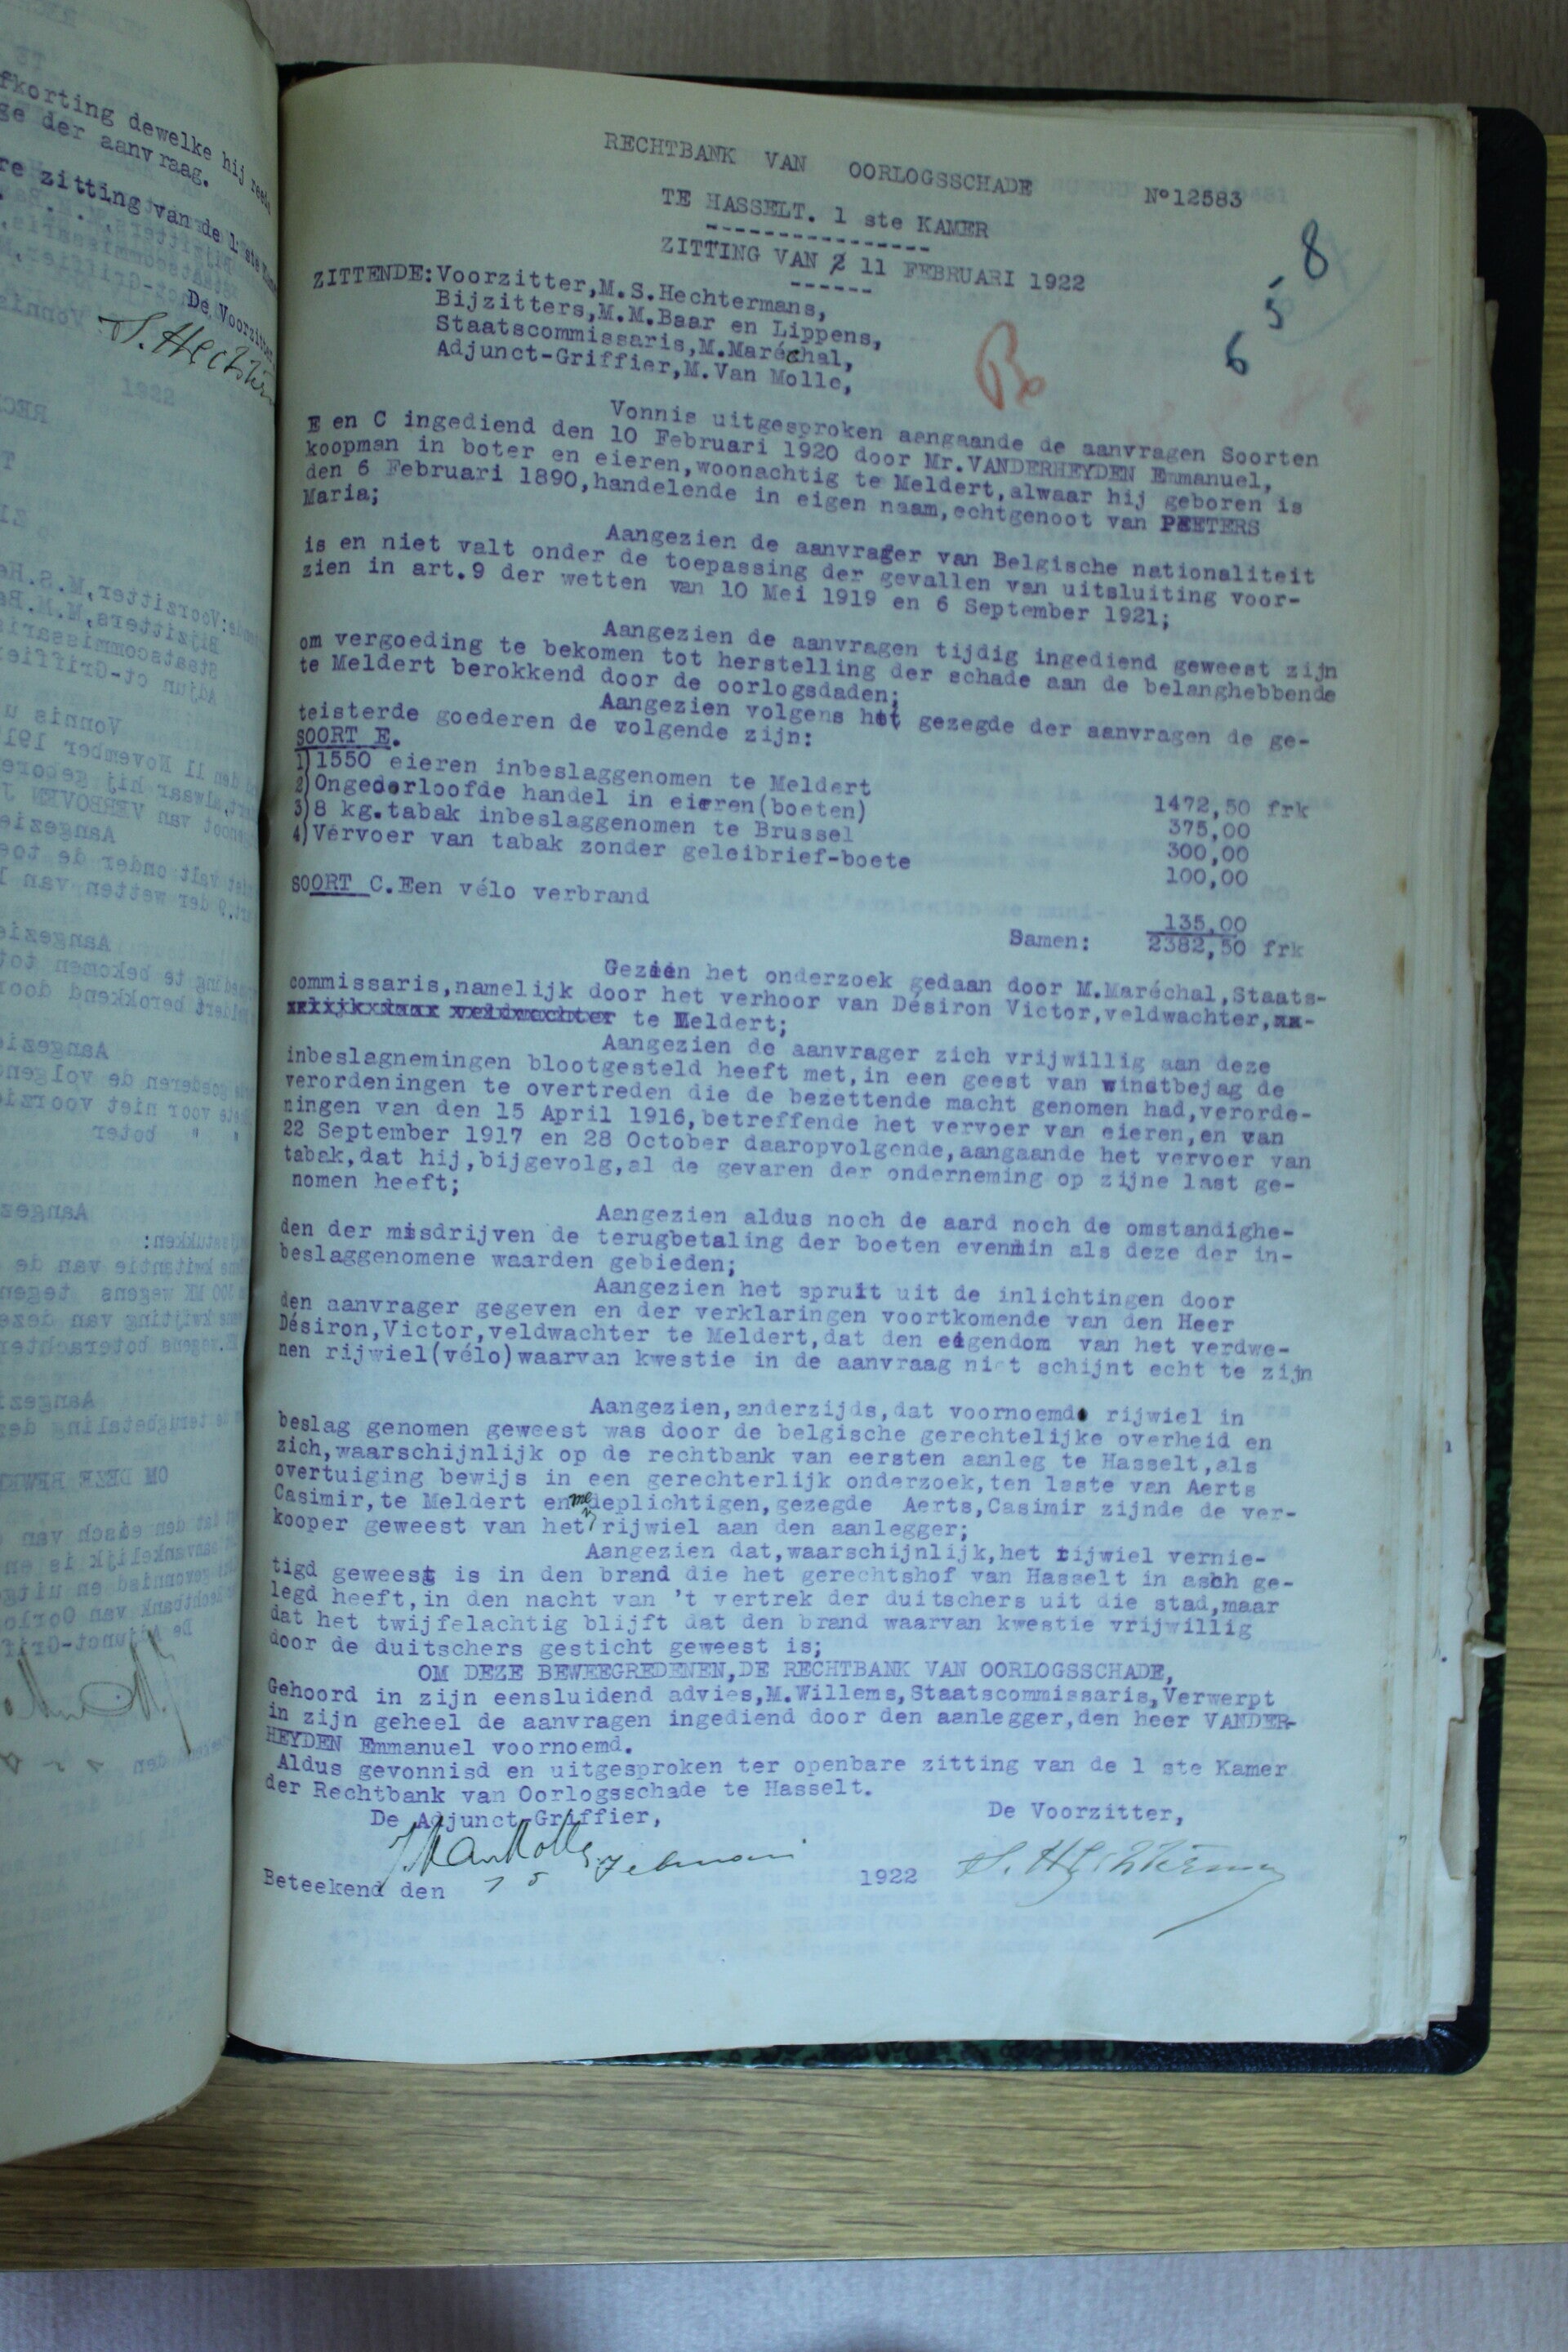 fkorting dewelke hij
ge der aanvraag.
re zitting van de 1 ste
De Voorzitter
RECHTBANK VAN OORLOGSSCHADE N° 12583
TE HASSELT. 1 ste KAMER
ZITTING VAN 2 11 FEBRUARI 1922
8
5
6
ZITTENDE: Voorzitter, M.S.Hechtermans,
Bijzitters, M.M.Baar en Lippens,
Staatscommissaris, M.Maréchal,
Adjunct-Griffier, M.Van Molle,
Vonnis uitgesproken aangaande de aanvragen Soorten
E en C ingediend den 10 Februari 1920 door Mr.VANDERHEYDEN Emmanuel,
koopman in boter en eieren, woonachtig te Meldert, alwaar hij geboren is
den 6 Februari 1890, handelende in eigen naam, echtgenoot van PEETERS
Maria;
Aangezien de aanvrager van Belgische nationaliteit
is en niet valt onder de toepassing der gevallen van uitsluiting voor-
zien in art.9 der wetten van 10 Mei 1919 en 6 September 1921;
Aangezien de aanvragen tijdig ingediend geweest zijn
om vergoeding te bekomen tot herstelling der schade aan de belanghebbende
te Meldert berokkend door de oorlogsdaden;
Aangezien volgens het gezegde der aanvragen de ge-
teisterde goederen de volgende zijn:
SOORT E.
1) 1550 eieren inbeslaggenomen te Meldert 1472,50 frk
2) Ongeoorloofde handel in eieren (boeten) 375,00
3) 8 kg. tabak inbeslaggenomen te Brussel 300,00
4) Vervoer van tabak zonder geleibrief-boete 100,00
SOORT C. Een vélo verbrand 135,00
Samen: 2382,50 frk
Gezien het onderzoek gedaan door M.Maréchal, Staats-
commissaris, namelijk door het verhoor van Désiron Victor, veldwachter,
te Meldert;
Aangezien de aanvrager zich vrijwillig aan deze
inbeslagnemingen blootgesteld heeft met, in een geest van winstbejag de
verordeningen te overtreden die de bezettende macht genomen had, verorde-
ningen van den 15 April 1916, betreffende het vervoer van eieren, en van
22 September 1917 en 28 October daaropvolgende, aangaande het vervoer van
tabak, dat hij, bijgevolg, al de gevaren der onderneming op zijne last ge-
nomen heeft;
Aangezien aldus noch de aard noch de omstandighe-
den der misdrijven de terugbetaling der boeten evenmin als deze der in-
beslaggenomene waarden gebieden;
Aangezien het spruit uit de inlichtingen door
den aanvrager gegeven en der verklaringen voortkomende van den Heer
Désiron, Victor, veldwachter te Meldert, dat den eigendom van het verdwe-
nen rijwiel (vélo) waarvan kwestie in de aanvraag niet schijnt echt te zijn
Aangezien, anderzijds, dat voornoemde rijwiel in
beslag genomen geweest was door de belgische gerechtelijke overheid en
zich, waarschijnlijk op de rechtbank van eersten aanleg te Hasselt, als
overtuiging bewijs in een gerechterlijk onderzoek, ten laste van Aerts
Casimir, te Meldert en medeplichtigen, gezegde Aerts, Casimir zijnde de ver-
kooper geweest van het rijwiel aan den aanlegger;
Aangezien dat, waarschijnlijk, het rijwiel vernie-
tigd geweest is in den brand die het gerechtshof van Hasselt in asch ge-
legd heeft, in den nacht van 't vertrek der duitschers uit die stad, maar
dat het twijfelachtig blijft dat den brand waarvan kwestie vrijwillig
door de duitschers gesticht geweest is;
OM DEZE BEWEEGREDENEN, DE RECHTBANK VAN OORLOGSSCHADE,
Gehoord in zijn eensluidend advies, M.Willems, Staatscommissaris, Verwerpt
in zijn geheel de aanvragen ingediend door den aanlegger, den heer VANDER-
HEYDEN Emmanuel voornoemd.
Aldus gevonnisd en uitgesproken ter openbare zitting van de 1 ste Kamer
der Rechtbank van Oorlogsschade te Hasselt.
De Adjunct-Griffier, De Voorzitter,
J. Van Molle S. Hechtermans
Beteekend den 15 Februari 1922